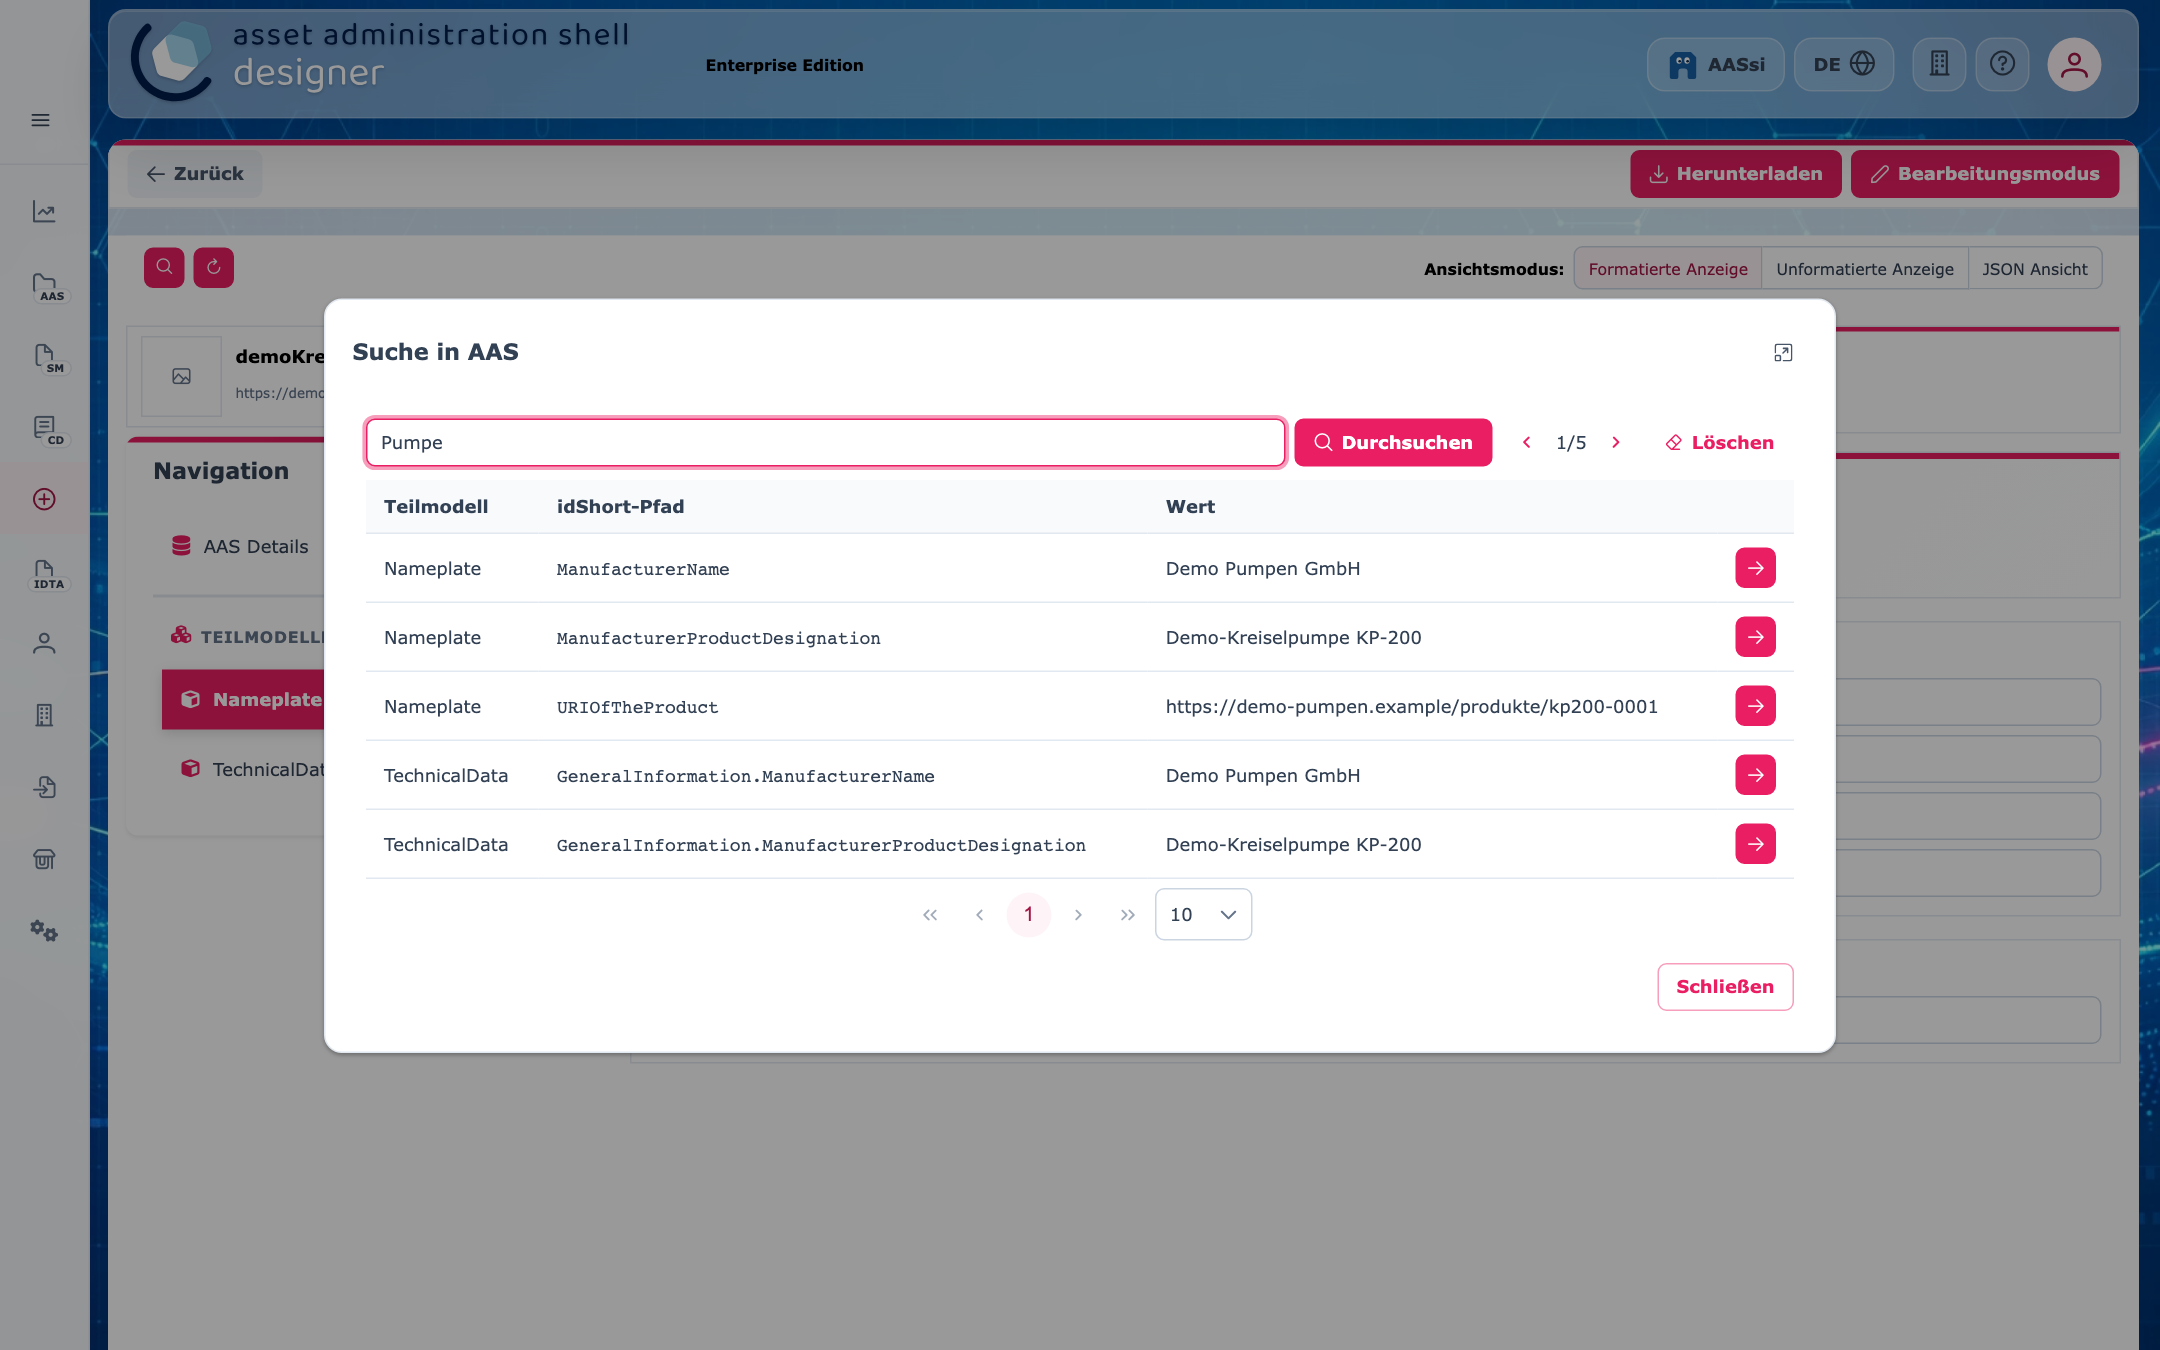 asset administration shell
designer
Enterprise Edition
AASsi
DE
Zurück
Herunterladen
Bearbeitungsmodus
Ansichtsmodus:
Formatierte Anzeige
Unformatierte Anzeige
JSON Ansicht
AAS
SM
CD
IDTA
demoKre
https://demo
Navigation
AAS Details
TEILMODELL
Nameplate
TechnicalDat
Suche in AAS
Pumpe
Durchsuchen
1/5
Löschen
Teilmodell idShort-Pfad Wert
Nameplate ManufacturerName Demo Pumpen GmbH
Nameplate ManufacturerProductDesignation Demo-Kreiselpumpe KP-200
Nameplate URIOfTheProduct https://demo-pumpen.example/produkte/kp200-0001
TechnicalData GeneralInformation.ManufacturerName Demo Pumpen GmbH
TechnicalData GeneralInformation.ManufacturerProductDesignation Demo-Kreiselpumpe KP-200
1
10
Schließen